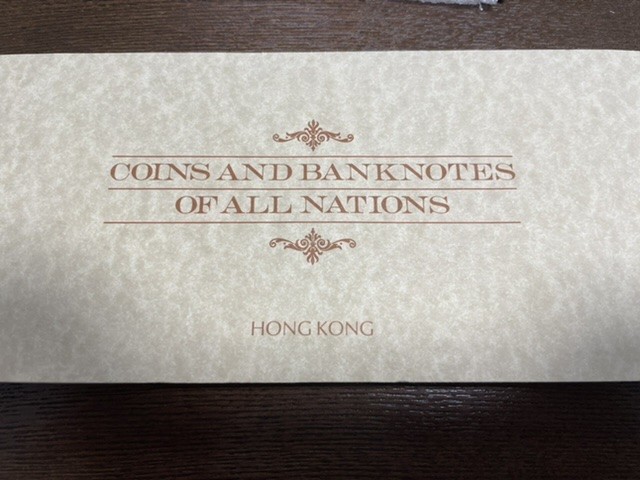 COINS AND BANKNOTES
OF ALL NATIONS
HONG KONG